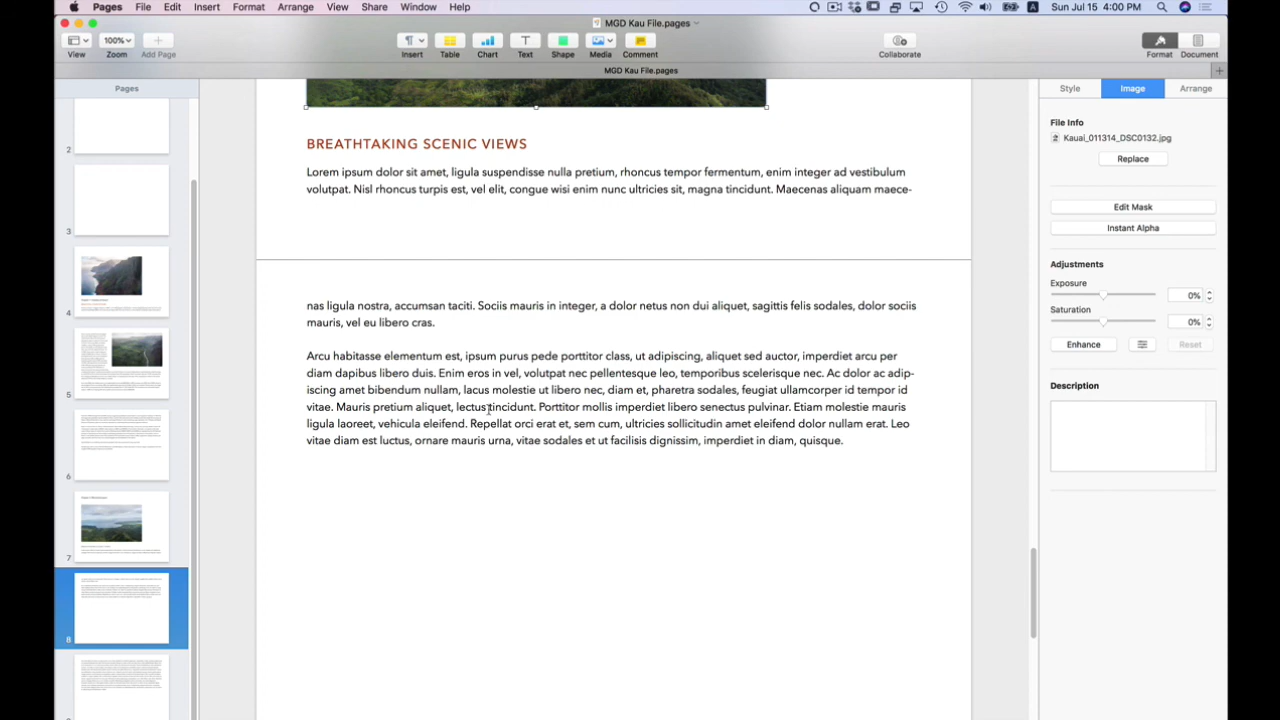 Pages File Edit Insert Format Arrange View Share Window Help
Sun Jul 15 4:00 PM
MGD Kau File.pages
100%
View Zoom Add Page
Insert Table Chart Text Shape Media Comment
Collaborate
Format Document
MGD Kau File.pages
Pages
2
3
4
5
6
7
8
BREATHTAKING SCENIC VIEWS
Lorem ipsum dolor sit amet, ligula suspendisse nulla pretium, rhoncus tempor fermentum, enim integer ad vestibulum
volutpat. Nisl rhoncus turpis est, vel elit, congue wisi enim nunc ultricies sit, magna tincidunt. Maecenas aliquam maece-
nas ligula nostra, accumsan taciti. Sociis mauris in integer, a dolor netus non dui aliquet, sagittis felis sodales, dolor sociis
mauris, vel eu libero cras.
Arcu habitasse elementum est, ipsum purus pede porttitor class, ut adipiscing, aliquet sed auctor, imperdiet arcu per
diam dapibus libero duis. Enim eros in vel, volutpat nec pellentesque leo, temporibus scelerisque nec. Ac dolor ac adip-
iscing amet bibendum nullam, lacus molestie ut libero nec, diam et, pharetra sodales, feugiat ullamcorper id tempor id
vitae. Mauris pretium aliquet, lectus tincidunt. Porttitor mollis imperdiet libero senectus pulvinar. Etiam molestie mauris
ligula laoreet, vehicula eleifend. Repellat orci erat et, sem cum, ultricies sollicitudin amet eleifend dolor nullam erat. Leo
vitae diam est luctus, ornare mauris urna, vitae sodales et ut facilisis dignissim, imperdiet in diam, quisque.
Style Image Arrange
File Info
Kauai_011314_DSC0132.jpg
Replace
Edit Mask
Instant Alpha
Adjustments
Exposure
0%
Saturation
0%
Enhance Reset
Description